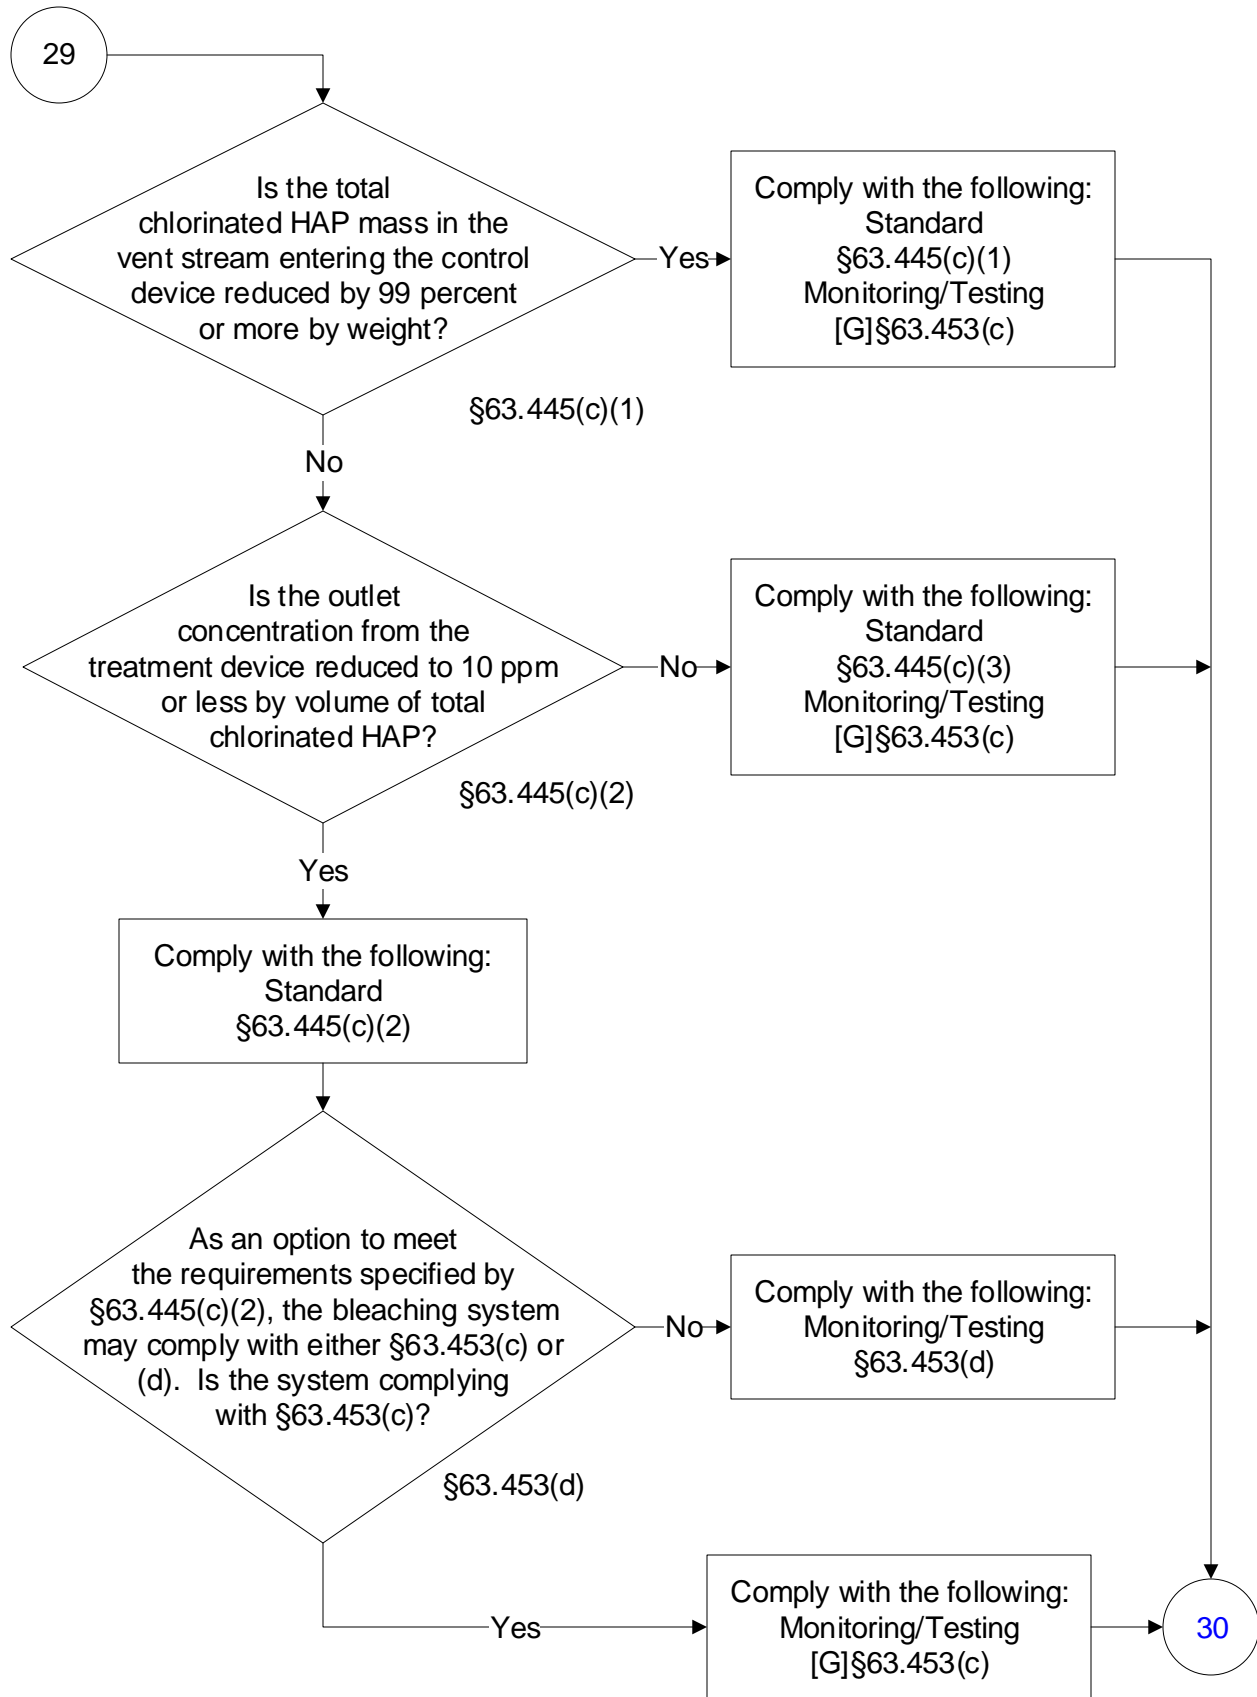 29
Is the total
chlorinated HAP mass in the
vent stream entering the control
device reduced by 99 percent
or more by weight?
Yes
Comply with the following:
Standard
§63.445(c)(1)
Monitoring/Testing
[G]§63.453(c)
§63.445(c)(1)
No
Is the outlet
concentration from the
treatment device reduced to 10 ppm
or less by volume of total
chlorinated HAP?
No
Comply with the following:
Standard
§63.445(c)(3)
Monitoring/Testing
[G]§63.453(c)
§63.445(c)(2)
Yes
Comply with the following:
Standard
§63.445(c)(2)
As an option to meet
the requirements specified by
§63.445(c)(2), the bleaching system
may comply with either §63.453(c) or
(d).  Is the system complying
with §63.453(c)?
No
Comply with the following:
Monitoring/Testing
§63.453(d)
§63.453(d)
Yes
Comply with the following:
Monitoring/Testing
[G]§63.453(c)
30